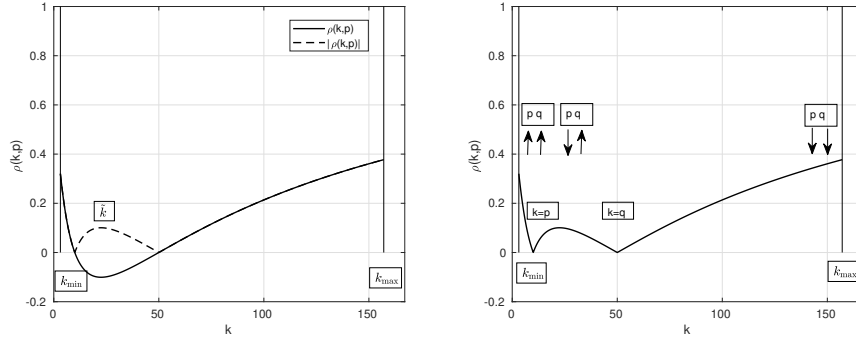 1
0.8
0.6
0.4
0.2
0
-0.2
ρ(k,p)
ρ(k,p)
|ρ(k,p)|
k̃
k_min
k_max
0
50
100
150
k
1
0.8
0.6
0.4
0.2
0
-0.2
ρ(k,p)
p q
p q
p q
k=p
k=q
k_min
k_max
0
50
100
150
k